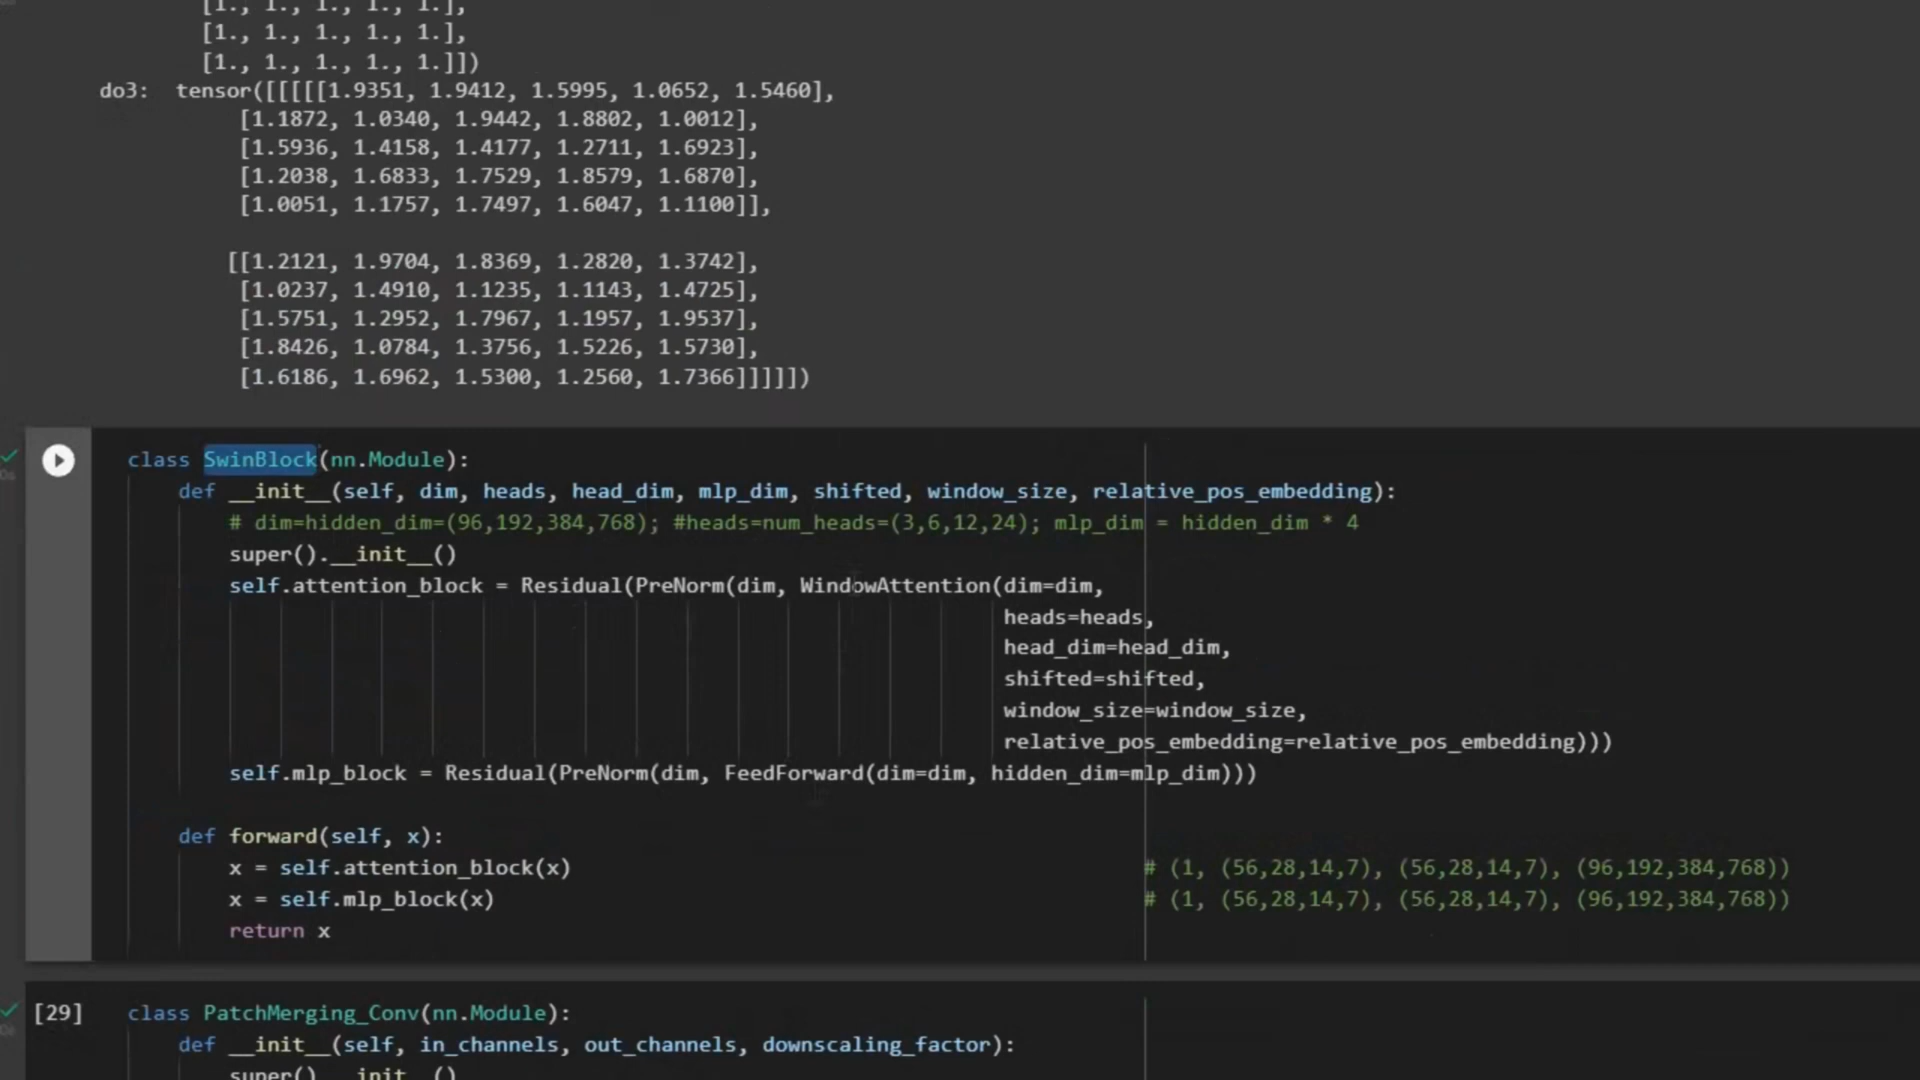 [1., 1., 1., 1., 1.],
[1., 1., 1., 1., 1.],
[1., 1., 1., 1., 1.]])
do3:  tensor([[[[[1.9351, 1.9412, 1.5995, 1.0652, 1.5460],
[1.1872, 1.0340, 1.9442, 1.8802, 1.0012],
[1.5936, 1.4158, 1.4177, 1.2711, 1.6923],
[1.2038, 1.6833, 1.7529, 1.8579, 1.6870],
[1.0051, 1.1757, 1.7497, 1.6047, 1.1100]],
[[1.2121, 1.9704, 1.8369, 1.2820, 1.3742],
[1.0237, 1.4910, 1.1235, 1.1143, 1.4725],
[1.5751, 1.2952, 1.7967, 1.1957, 1.9537],
[1.8426, 1.0784, 1.3756, 1.5226, 1.5730],
[1.6186, 1.6962, 1.5300, 1.2560, 1.7366]]]]])
class SwinBlock(nn.Module):
def __init__(self, dim, heads, head_dim, mlp_dim, shifted, window_size, relative_pos_embedding):
# dim=hidden_dim=(96,192,384,768); #heads=num_heads=(3,6,12,24); mlp_dim = hidden_dim * 4
super().__init__()
self.attention_block = Residual(PreNorm(dim, WindowAttention(dim=dim,
heads=heads,
head_dim=head_dim,
shifted=shifted,
window_size=window_size,
relative_pos_embedding=relative_pos_embedding)))
self.mlp_block = Residual(PreNorm(dim, FeedForward(dim=dim, hidden_dim=mlp_dim)))
def forward(self, x):
x = self.attention_block(x) # (1, (56,28,14,7), (56,28,14,7), (96,192,384,768))
x = self.mlp_block(x) # (1, (56,28,14,7), (56,28,14,7), (96,192,384,768))
return x
[29] class PatchMerging_Conv(nn.Module):
def __init__(self, in_channels, out_channels, downscaling_factor):
super().__init__()